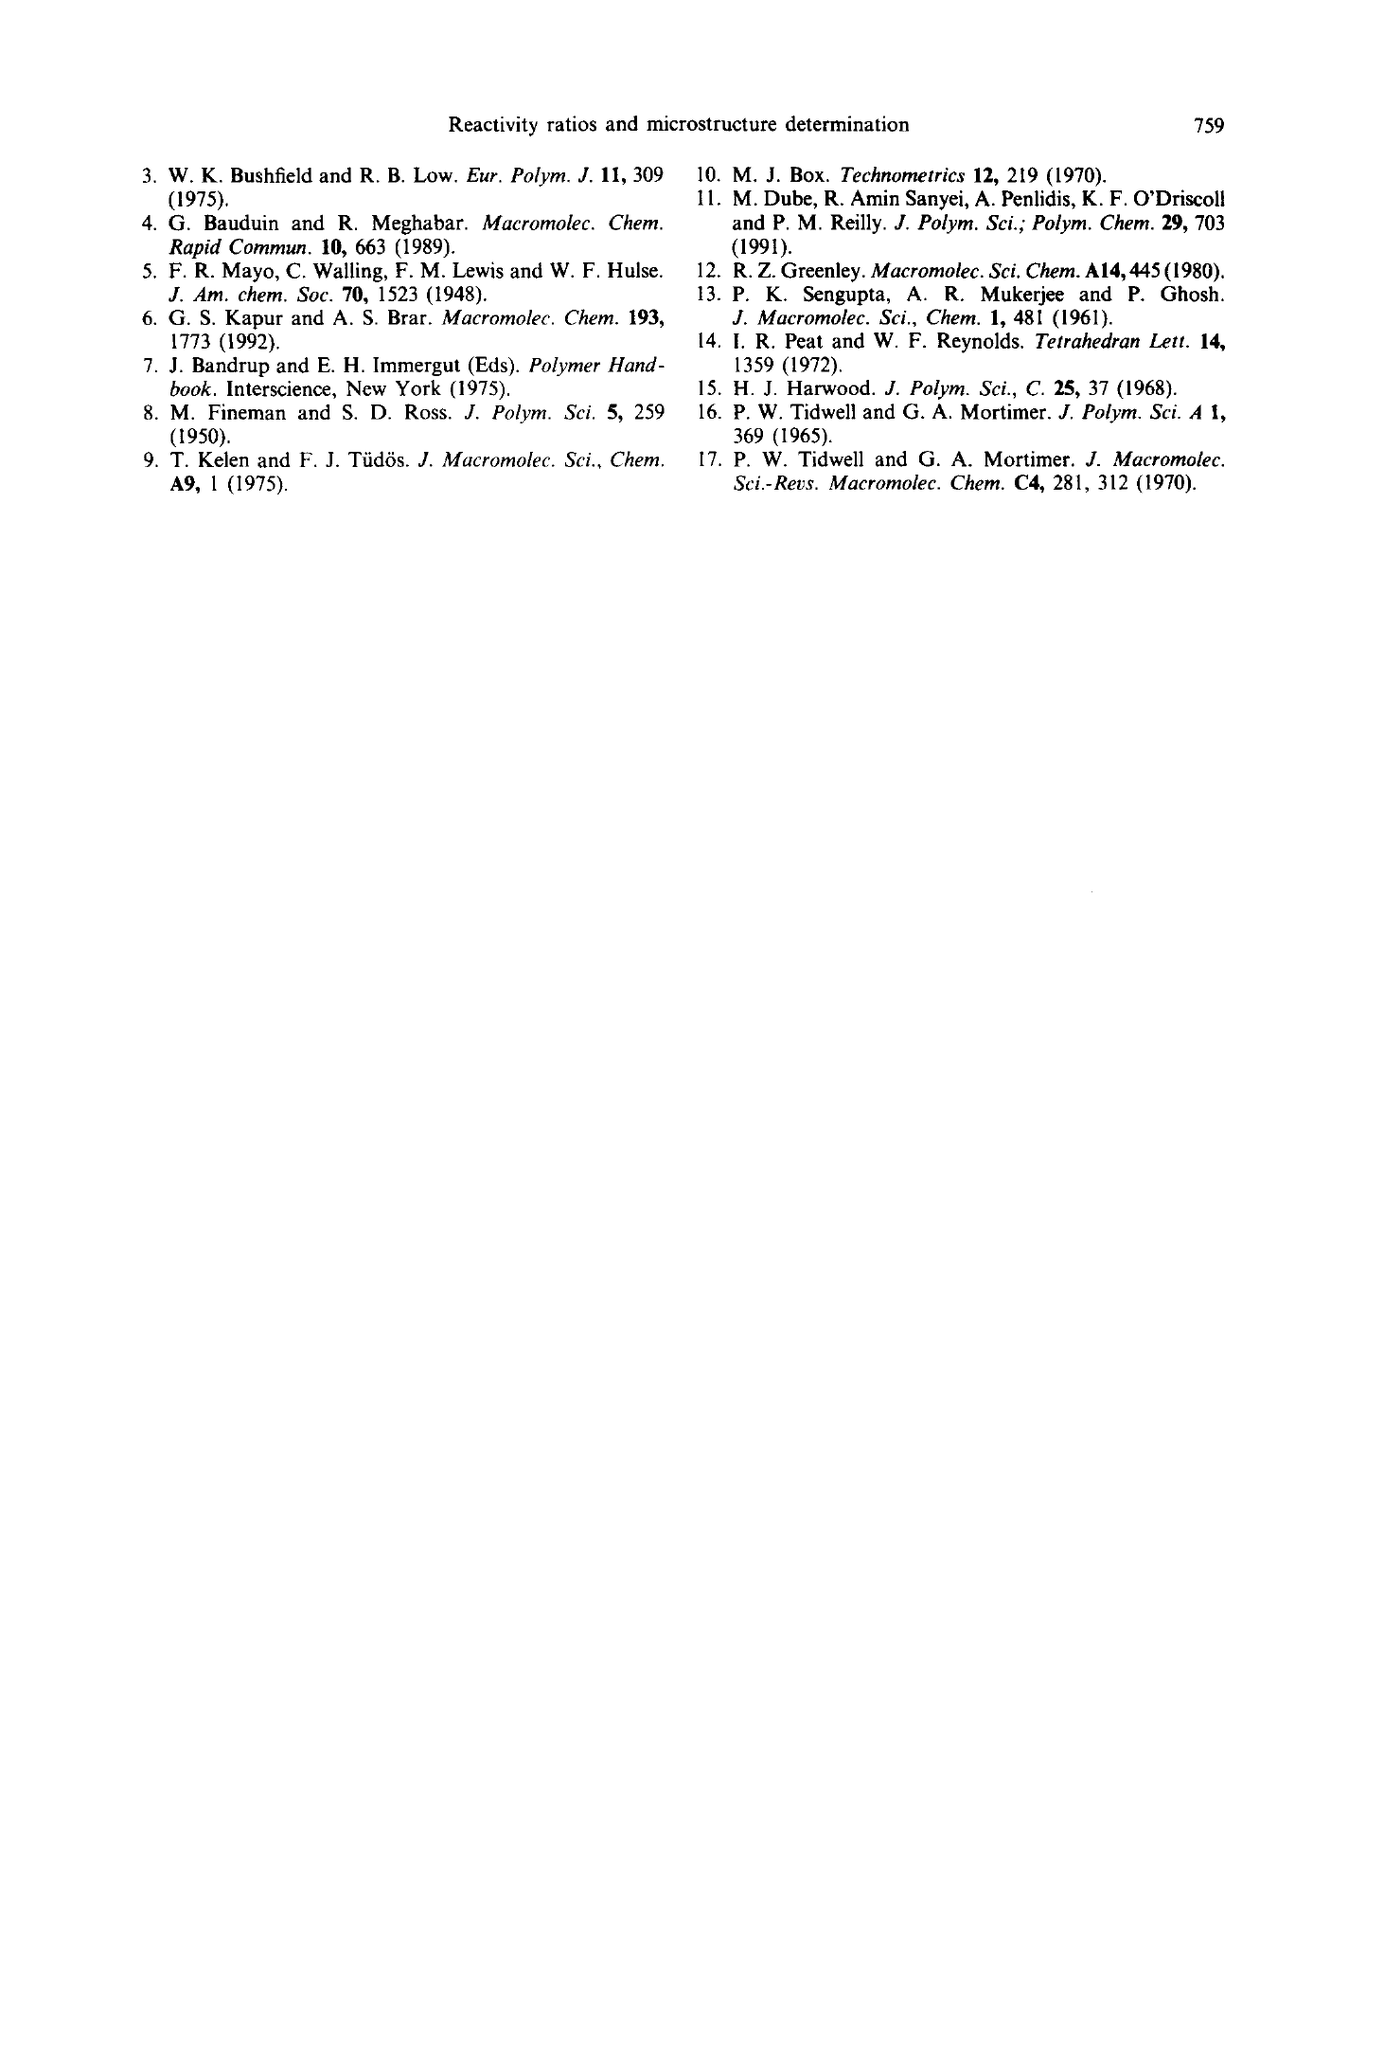 Reactivity ratios and microstructure determination 759
3. W. K. Bushfield and R. B. Low. Eur. Polym. J. 11, 309
(1975).
4. G. Bauduin and R. Meghabar. Macromolec. Chem.
Rapid Commun. 10, 663 (1989).
5. F. R. Mayo, C. Walling, F. M. Lewis and W. F. Hulse.
J. Am. chem. Soc. 70, 1523 (1948).
6. G. S. Kapur and A. S. Brar. Macromolec. Chem. 193,
1773 (1992).
7. J. Bandrup and E. H. Immergut (Eds). Polymer Hand-
book. Interscience, New York (1975).
8. M. Fineman and S. D. Ross. J. Polym. Sci. 5, 259
(1950).
9. T. Kelen and F. J. Tüdös. J. Macromolec. Sci., Chem.
A9, 1 (1975).
10. M. J. Box. Technometrics 12, 219 (1970).
11. M. Dube, R. Amin Sanyei, A. Penlidis, K. F. O'Driscoll
and P. M. Reilly. J. Polym. Sci.; Polym. Chem. 29, 703
(1991).
12. R. Z. Greenley. Macromolec. Sci. Chem. A14, 445 (1980).
13. P. K. Sengupta, A. R. Mukerjee and P. Ghosh.
J. Macromolec. Sci., Chem. 1, 481 (1961).
14. I. R. Peat and W. F. Reynolds. Tetrahedran Lett. 14,
1359 (1972).
15. H. J. Harwood. J. Polym. Sci., C. 25, 37 (1968).
16. P. W. Tidwell and G. A. Mortimer. J. Polym. Sci. A 1,
369 (1965).
17. P. W. Tidwell and G. A. Mortimer. J. Macromolec.
Sci.-Revs. Macromolec. Chem. C4, 281, 312 (1970).